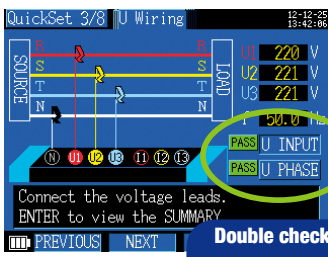 QuickSet 3/8 U Wiring 12-12-25
13:42:06
R R U1 220 V
S S U2 221 V
T T U3 221 V
N N f 50.0 Hz
SOURCE
LOAD
PASS U INPUT
PASS U PHASE
N U1 U2 U3 I1 I2 I3
Connect the voltage leads.
ENTER to view the SUMMARY
PREVIOUS NEXT
Double check